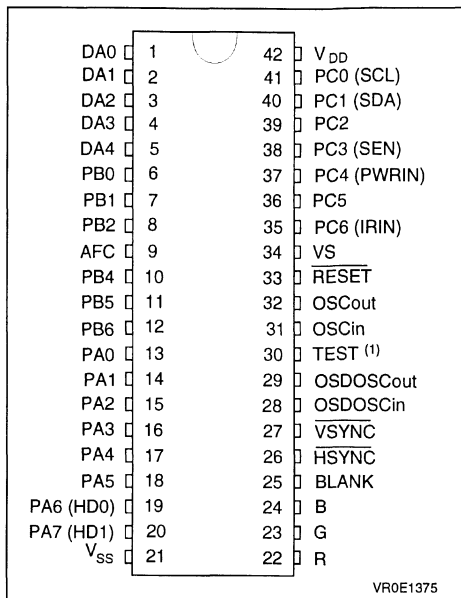 DA0 1 42 VDD
DA1 2 41 PC0 (SCL)
DA2 3 40 PC1 (SDA)
DA3 4 39 PC2
DA4 5 38 PC3 (SEN)
PB0 6 37 PC4 (PWRIN)
PB1 7 36 PC5
PB2 8 35 PC6 (IRIN)
AFC 9 34 VS
PB4 10 33 RESET
PB5 11 32 OSCout
PB6 12 31 OSCin
PA0 13 30 TEST (1)
PA1 14 29 OSDOSCout
PA2 15 28 OSDOSCin
PA3 16 27 VSYNC
PA4 17 26 HSYNC
PA5 18 25 BLANK
PA6 (HD0) 19 24 B
PA7 (HD1) 20 23 G
VSS 21 22 R
VR0E1375